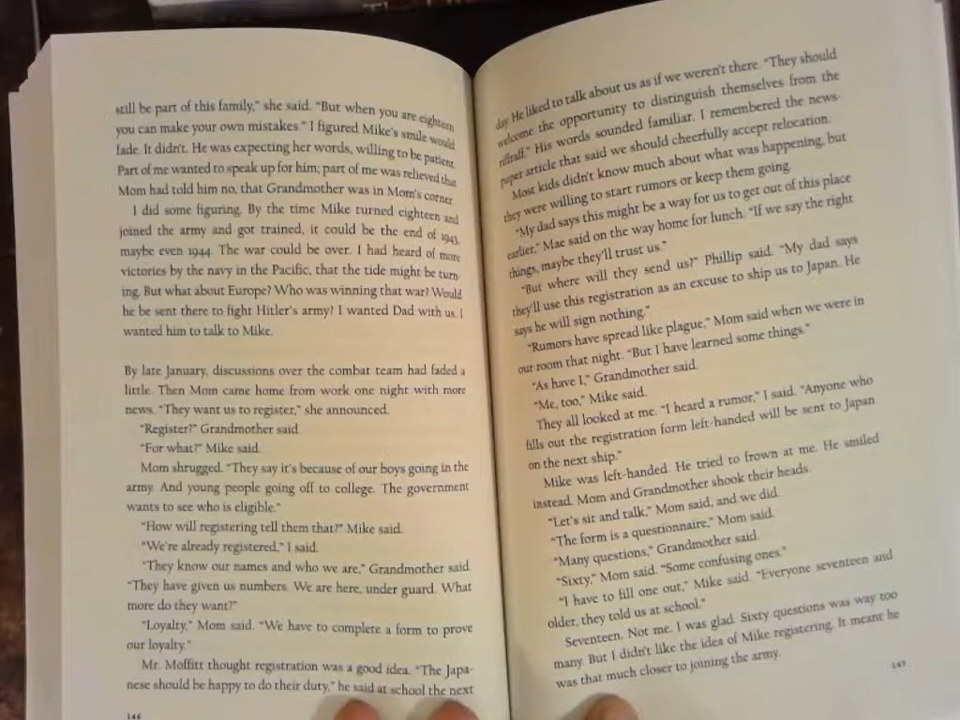 still be part of this family," she said. "But when you are eighteen
you can make your own mistakes." I figured Mike's smile would
fade. It didn't. He was expecting her words, willing to be patient.
Part of me wanted to speak up for him; part of me was relieved that
Mom had told him no, that Grandmother was in Mom's corner.
I did some figuring. By the time Mike turned eighteen and
joined the army and got trained, it could be the end of 1943,
maybe even 1944. The war could be over. I had heard of more
victories by the navy in the Pacific, that the tide might be turn-
ing. But what about Europe? Who was winning that war? Would
he be sent there to fight Hitler's army? I wanted Dad with us. I
wanted him to talk to Mike.
By late January, discussions over the combat team had faded a
little. Then Mom came home from work one night with more
news. "They want us to register," she announced.
"Register?" Grandmother said.
"For what?" Mike said.
Mom shrugged. "They say it's because of our boys going in the
army. And young people going off to college. The government
wants to see who is eligible."
"How will registering tell them that?" Mike said.
"We're already registered," I said.
"They know our names and who we are," Grandmother said.
"They have given us numbers. We are here, under guard. What
more do they want?"
"Loyalty," Mom said. "We have to complete a form to prove
our loyalty."
Mr. Moffitt thought registration was a good idea. "The Japa-
nese should be happy to do their duty," he said at school the next
146
day. He liked to talk about us as if we weren't there. "They should
welcome the opportunity to distinguish themselves from the
riffraff." His words sounded familiar. I remembered the news-
paper article that said we should cheerfully accept relocation.
Most kids didn't know much about what was happening, but
they were willing to start rumors or keep them going.
"My dad says this might be a way for us to get out of this place
earlier," Mae said on the way home for lunch. "If we say the right
things, maybe they'll trust us."
"But where will they send us?" Phillip said. "My dad says
they'll use this registration as an excuse to ship us to Japan. He
says he will sign nothing."
"Rumors have spread like plague," Mom said when we were in
our room that night. "But I have learned some things."
"As have I," Grandmother said.
"Me, too," Mike said.
They all looked at me. "I heard a rumor," I said. "Anyone who
fills out the registration form left-handed will be sent to Japan
on the next ship."
Mike was left-handed. He tried to frown at me. He smiled
instead. Mom and Grandmother shook their heads.
"Let's sit and talk," Mom said, and we did.
"The form is a questionnaire," Mom said.
"Many questions," Grandmother said.
"Sixty," Mom said. "Some confusing ones."
"I have to fill one out," Mike said. "Everyone seventeen and
older, they told us at school."
Seventeen. Not me. I was glad. Sixty questions was way too
many. But I didn't like the idea of Mike registering. It meant he
was that much closer to joining the army.
147